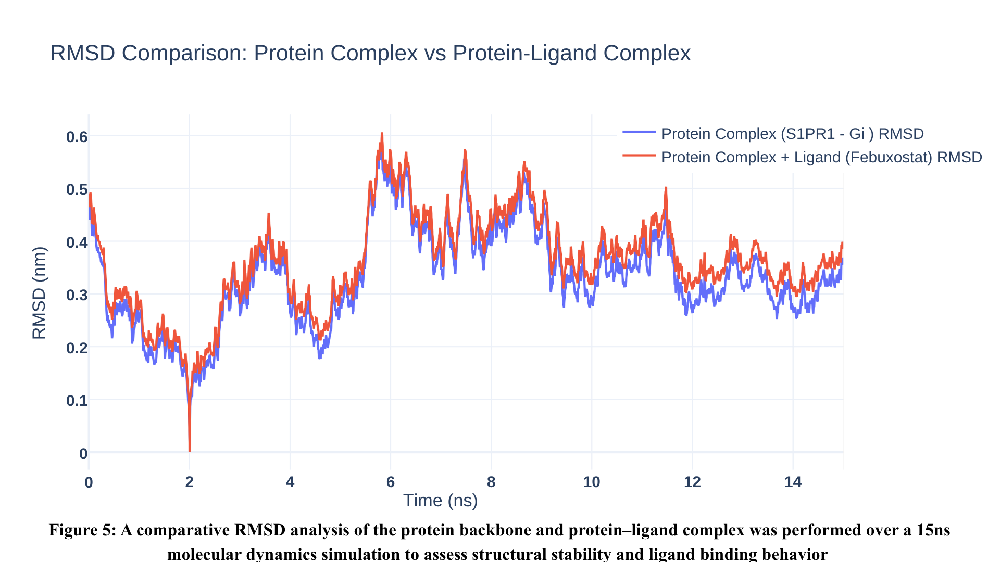 RMSD Comparison: Protein Complex vs Protein-Ligand Complex
Protein Complex (S1PR1 - Gi ) RMSD
Protein Complex + Ligand (Febuxostat) RMSD
RMSD (nm)
0.6
0.5
0.4
0.3
0.2
0.1
0
0 2 4 6 8 10 12 14
Time (ns)
Figure 5: A comparative RMSD analysis of the protein backbone and protein–ligand complex was performed over a 15ns
molecular dynamics simulation to assess structural stability and ligand binding behavior